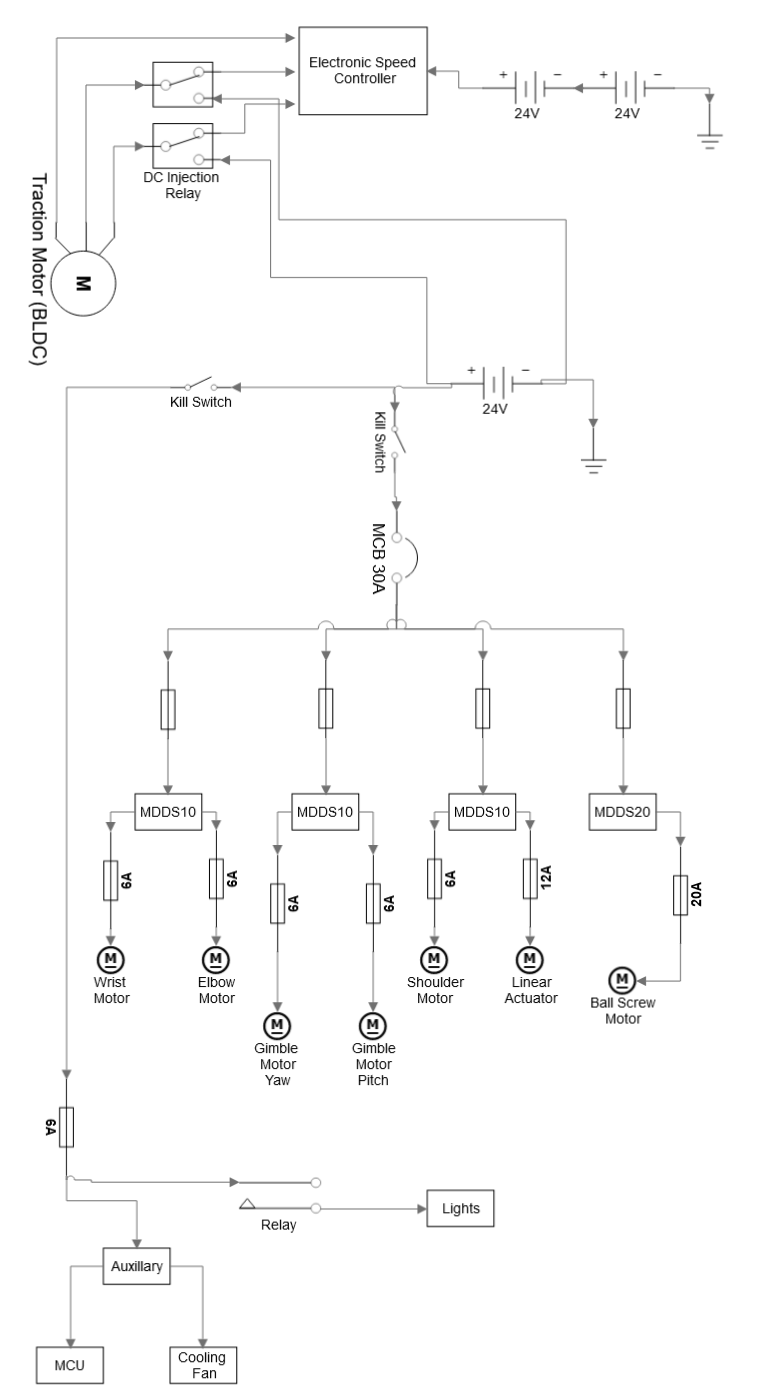 Electronic Speed
Controller
+
−
+
−
24V
24V
DC Injection
Relay
Traction Motor (BLDC)
M
+
−
24V
Kill Switch
Kill Switch
MCB 30A
MDDS10
MDDS10
MDDS10
MDDS20
6A
6A
6A
6A
6A
12A
20A
M
M
M
M
M
Wrist
Motor
Elbow
Motor
Shoulder
Motor
Linear
Actuator
Ball Screw
Motor
M
M
Gimble
Motor
Yaw
Gimble
Motor
Pitch
6A
Relay
Lights
Auxillary
MCU
Cooling
Fan